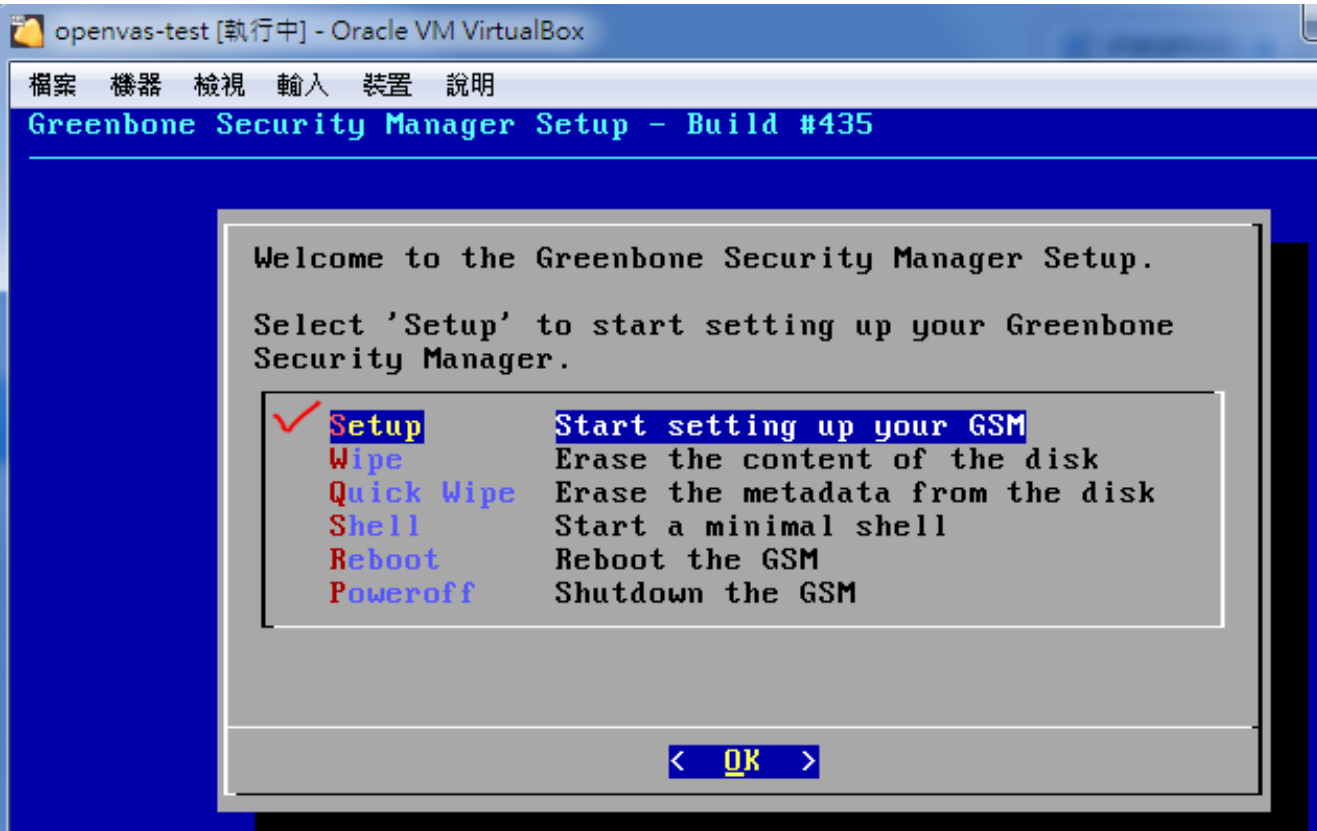 openvas-test [執行中] - Oracle VM VirtualBox
檔案 機器 檢視 輸入 裝置 說明
Greenbone Security Manager Setup - Build #435
Welcome to the Greenbone Security Manager Setup.
Select 'Setup' to start setting up your Greenbone
Security Manager.
Setup Start setting up your GSM
Wipe Erase the content of the disk
Quick Wipe Erase the metadata from the disk
Shell Start a minimal shell
Reboot Reboot the GSM
Poweroff Shutdown the GSM
< OK >